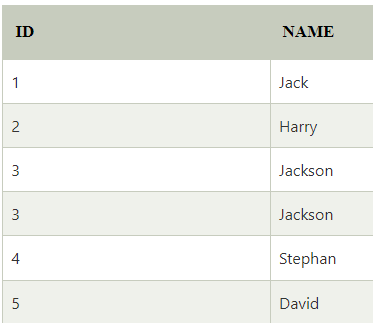 ID NAME
1 Jack
2 Harry
3 Jackson
3 Jackson
4 Stephan
5 David